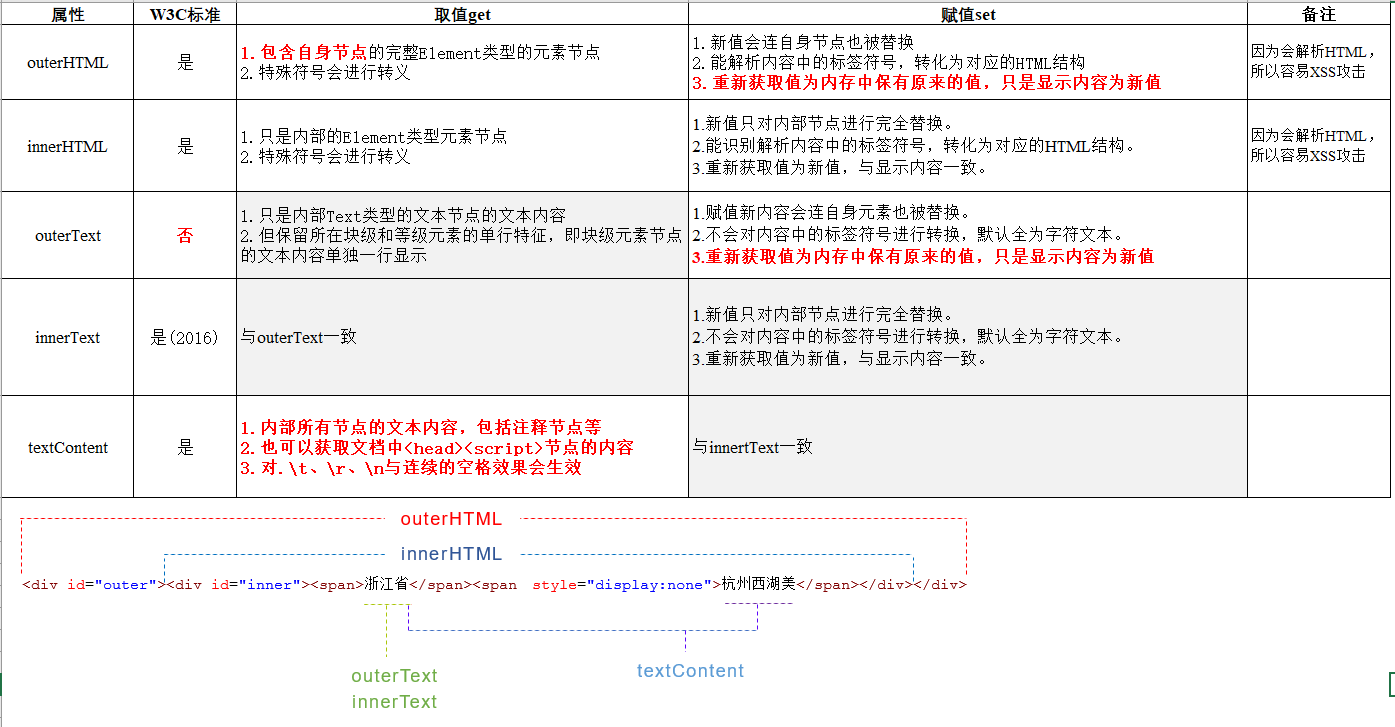 属性 W3C标准 取值get 赋值set 备注
outerHTML 是
1. 包含自身节点的完整Element类型的元素节点
2. 特殊符号会进行转义
1. 新值会连自身节点也被替换
2. 能解析内容中的标签符号，转化为对应的HTML结构
3. 重新获取值为内存中保有原来的值，只是显示内容为新值
因为会解析HTML，
所以容易XSS攻击
innerHTML 是
1. 只是内部的Element类型元素节点
2. 特殊符号会进行转义
1.新值只对内部节点进行完全替换。
2.能识别解析内容中的标签符号，转化为对应的HTML结构。
3.重新获取值为新值，与显示内容一致。
因为会解析HTML，
所以容易XSS攻击
outerText 否
1. 只是内部Text类型的文本节点的文本内容
2. 但保留所在块级和等级元素的单行特征，即块级元素节点
的文本内容单独一行显示
1.赋值新内容会连自身元素也被替换。
2.不会对内容中的标签符号进行转换，默认全为字符文本。
3.重新获取值为内存中保有原来的值，只是显示内容为新值
innerText 是(2016) 与outerText一致
1.新值只对内部节点进行完全替换。
2.不会对内容中的标签符号进行转换，默认全为字符文本。
3.重新获取值为新值，与显示内容一致。
textContent 是
1. 内部所有节点的文本内容，包括注释节点等
2. 也可以获取文档中<head><script>节点的内容
3. 对.\t、\r、\n与连续的空格效果会生效
与innertText一致
outerHTML
innerHTML
<div id="outer"><div id="inner"><span>浙江省</span><span style="display:none">杭州西湖美</span></div></div>
outerText
innerText
textContent